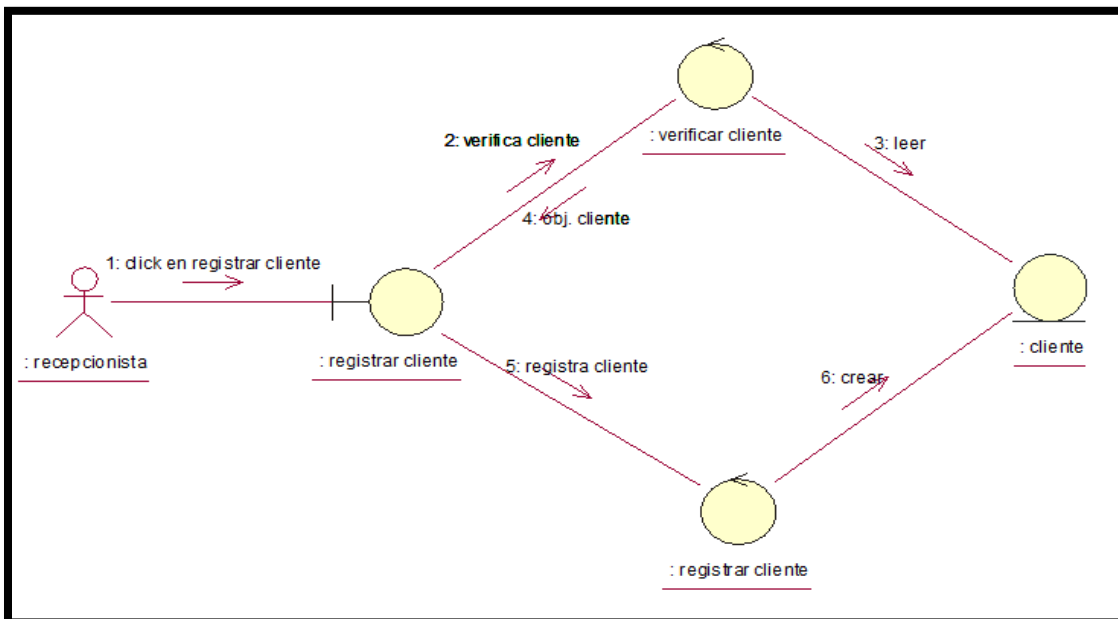 : verificar cliente
2: verifica cliente
3: leer
4: obj. cliente
1: click en registrar cliente
: recepcionista
: registrar cliente
: cliente
5: registra cliente
6: crear
: registrar cliente